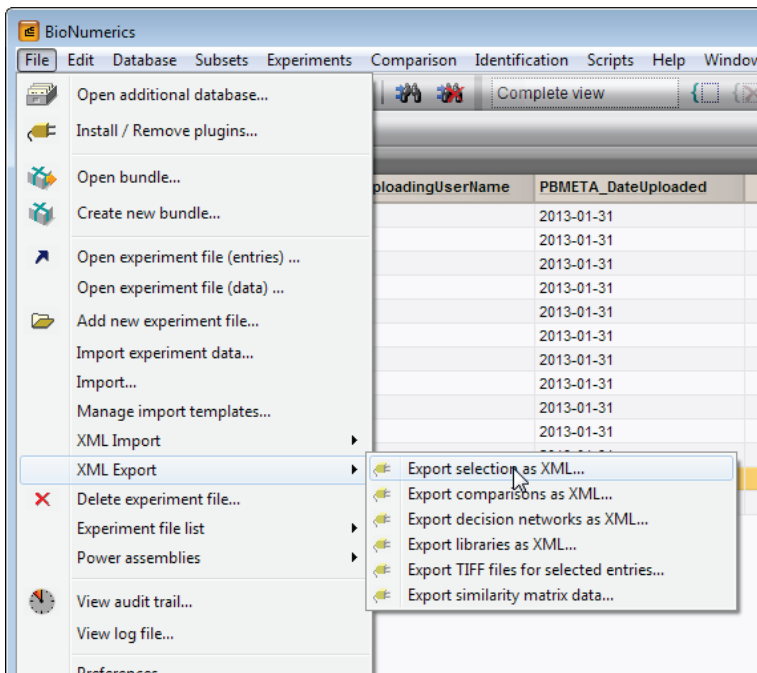 BioNumerics
File Edit Database Subsets Experiments Comparison Identification Scripts Help Window
Open additional database...
Complete view
Install / Remove plugins...
Open bundle...
ploadingUserName PBMETA_DateUploaded
Create new bundle...
2013-01-31
2013-01-31
Open experiment file (entries) ...
2013-01-31
Open experiment file (data) ...
2013-01-31
Add new experiment file...
2013-01-31
2013-01-31
Import experiment data...
2013-01-31
Import...
2013-01-31
Manage import templates...
2013-01-31
XML Import
2013-01-31
XML Export
Export selection as XML...
Delete experiment file...
Export comparisons as XML...
Experiment file list
Export decision networks as XML...
Power assemblies
Export libraries as XML...
Export TIFF files for selected entries...
View audit trail...
Export similarity matrix data...
View log file...
Preferences